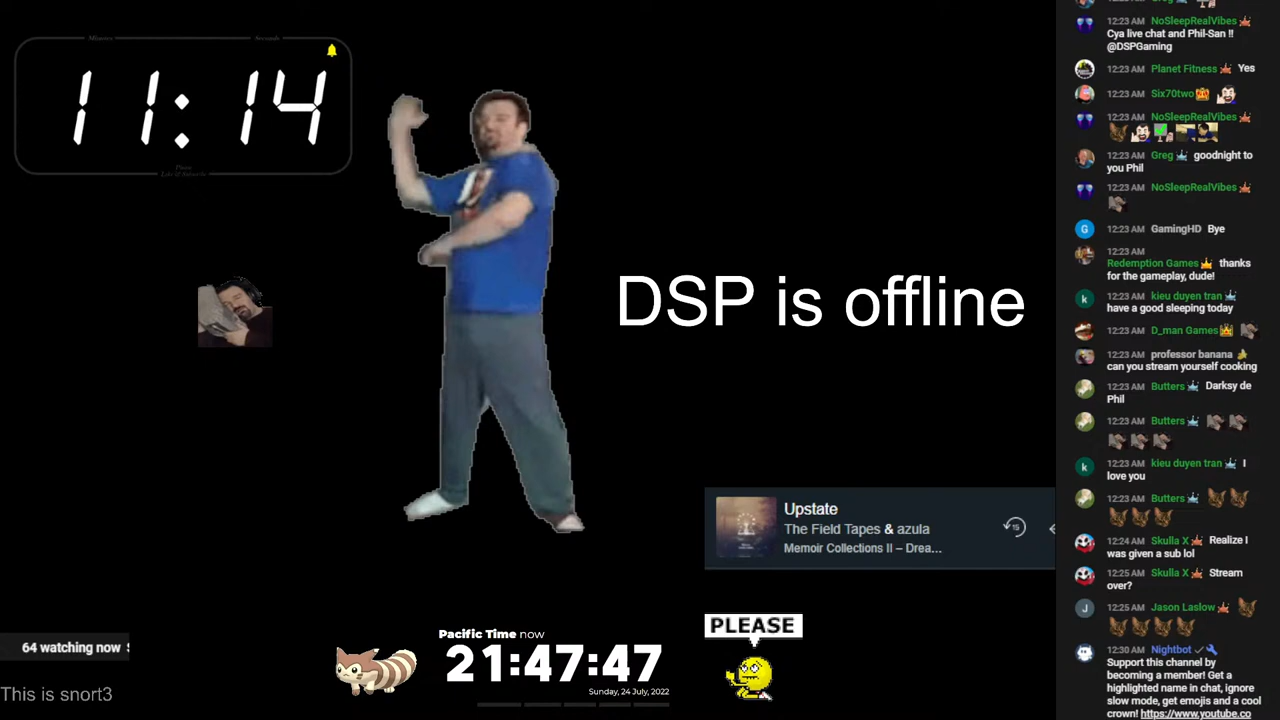 11:14
DSP is offline
Upstate
The Field Tapes & azula
Memoir Collections II – Drea...
15
64 watching now
This is snort3
Pacific Time now
21:47:47
Sunday, 24 July, 2022
PLEASE
NoSleepRealVibes
Cya live chat and Phil-San !!
@DSPGaming
12:23 AM Planet Fitness Yes
12:23 AM Six70two
12:23 AM NoSleepRealVibes
12:23 AM Greg goodnight to
you Phil
12:23 AM NoSleepRealVibes
G 12:23 AM GamingHD Bye
12:23 AM
Redemption Games thanks
for the gameplay, dude!
k 12:23 AM kieu duyen tran
have a good sleeping today
12:23 AM D_man Games
12:23 AM professor banana
can you stream yourself cooking
12:23 AM Butters Darksy de
Phil
12:23 AM Butters
k 12:23 AM kieu duyen tran I
love you
12:23 AM Butters
12:24 AM Skulla X Realize I
was given a sub lol
12:25 AM Skulla X Stream
over?
J 12:25 AM Jason Laslow
12:30 AM Nightbot
Support this channel by
becoming a member! Get a
highlighted name in chat, ignore
slow mode, get emojis and a cool
crown! https://www.youtube.co